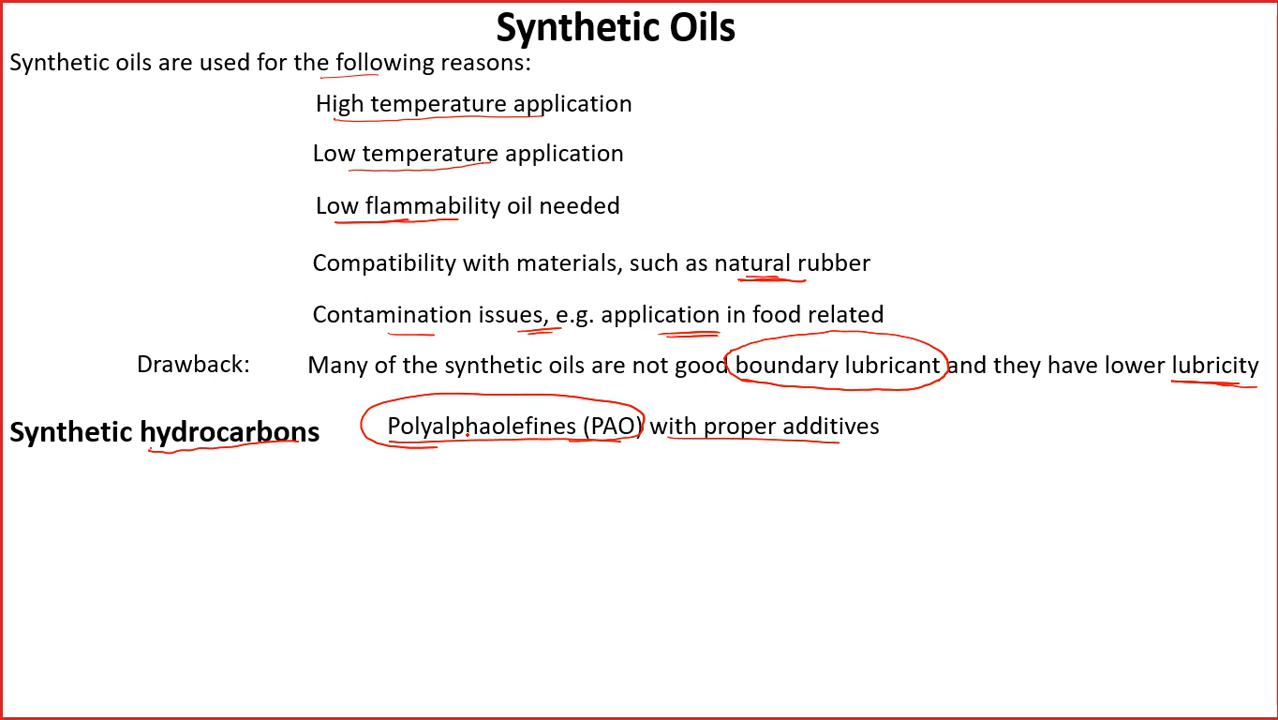 Synthetic Oils
Synthetic oils are used for the following reasons:
High temperature application
Low temperature application
Low flammability oil needed
Compatibility with materials, such as natural rubber
Contamination issues, e.g. application in food related
Drawback: Many of the synthetic oils are not good boundary lubricant and they have lower lubricity
Synthetic hydrocarbons Polyalphaolefines (PAO) with proper additives